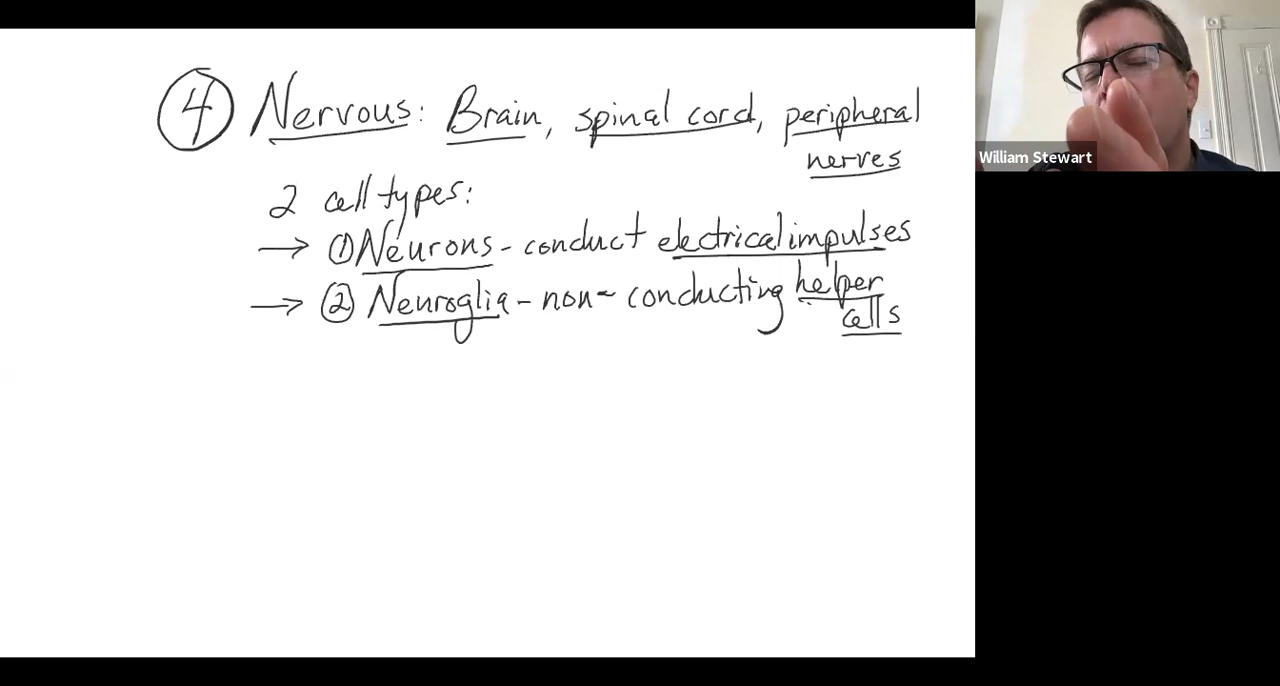 ④ Nervous: Brain, spinal cord, peripheral
nerves
2 cell types:
→ ① Neurons - conduct electrical impulses
→ ② Neuroglia - non-conducting helper
cells
William Stewart